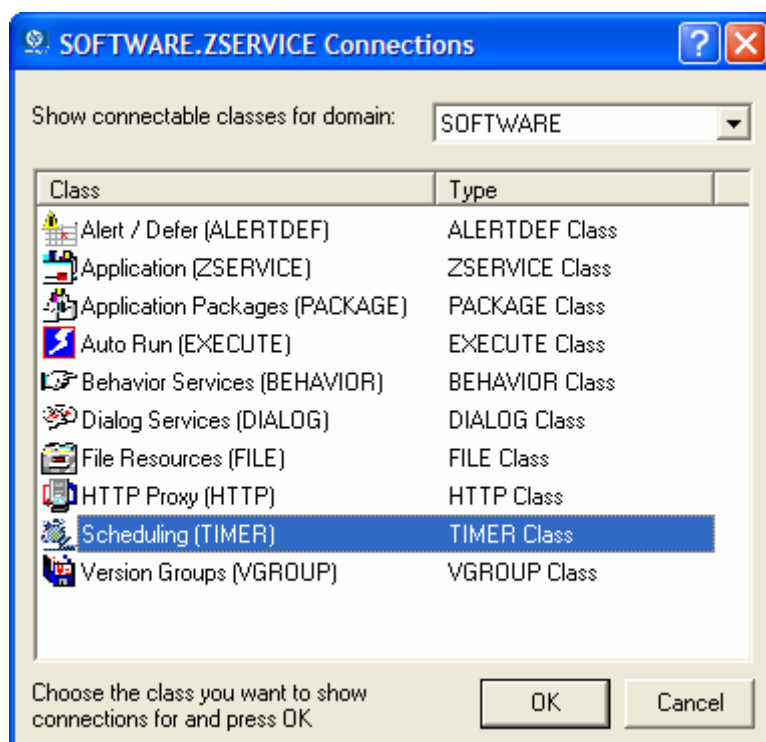 SOFTWARE.ZSERVICE Connections
Show connectable classes for domain: SOFTWARE
Class Type
Alert / Defer (ALERTDEF) ALERTDEF Class
Application (ZSERVICE) ZSERVICE Class
Application Packages (PACKAGE) PACKAGE Class
Auto Run (EXECUTE) EXECUTE Class
Behavior Services (BEHAVIOR) BEHAVIOR Class
Dialog Services (DIALOG) DIALOG Class
File Resources (FILE) FILE Class
HTTP Proxy (HTTP) HTTP Class
Scheduling (TIMER) TIMER Class
Version Groups (VGROUP) VGROUP Class
Choose the class you want to show
connections for and press OK
OK Cancel